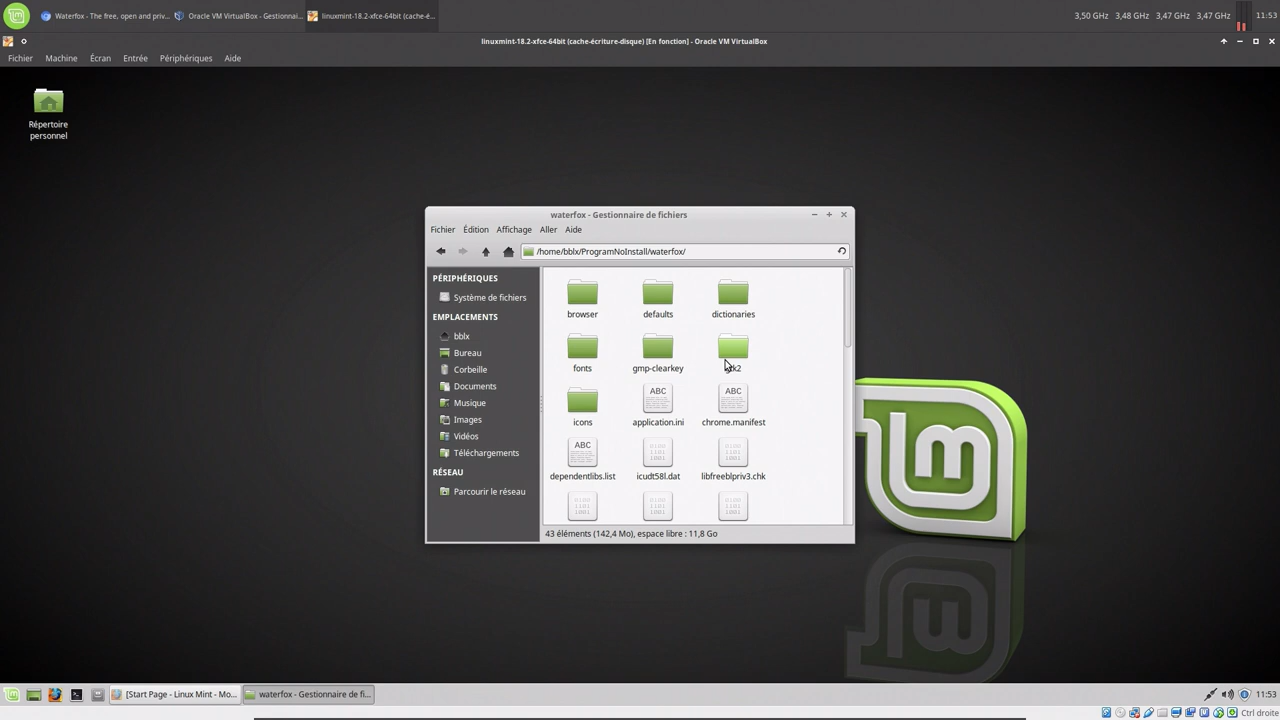 Waterfox - The free, open and priv...
Oracle VM VirtualBox - Gestionnai...
linuxmint-18.2-xfce-64bit (cache-é...
3,50 GHz 3,48 GHz 3,47 GHz 3,47 GHz
11:53
linuxmint-18.2-xfce-64bit (cache-écriture-disque) [En fonction] - Oracle VM VirtualBox
Fichier Machine Écran Entrée Périphériques Aide
Répertoire
personnel
waterfox - Gestionnaire de fichiers
Fichier Édition Affichage Aller Aide
/home/bblx/ProgramNoInstall/waterfox/
PÉRIPHÉRIQUES
Système de fichiers
EMPLACEMENTS
bblx
Bureau
Corbeille
Documents
Musique
Images
Vidéos
Téléchargements
RÉSEAU
Parcourir le réseau
browser defaults dictionaries
fonts gmp-clearkey
icons application.ini chrome.manifest
dependentlibs.list icudt58l.dat libfreeblpriv3.chk
43 éléments (142,4 Mo), espace libre : 11,8 Go
[Start Page - Linux Mint - Mo...
waterfox - Gestionnaire de fi...
11:53
Ctrl droite